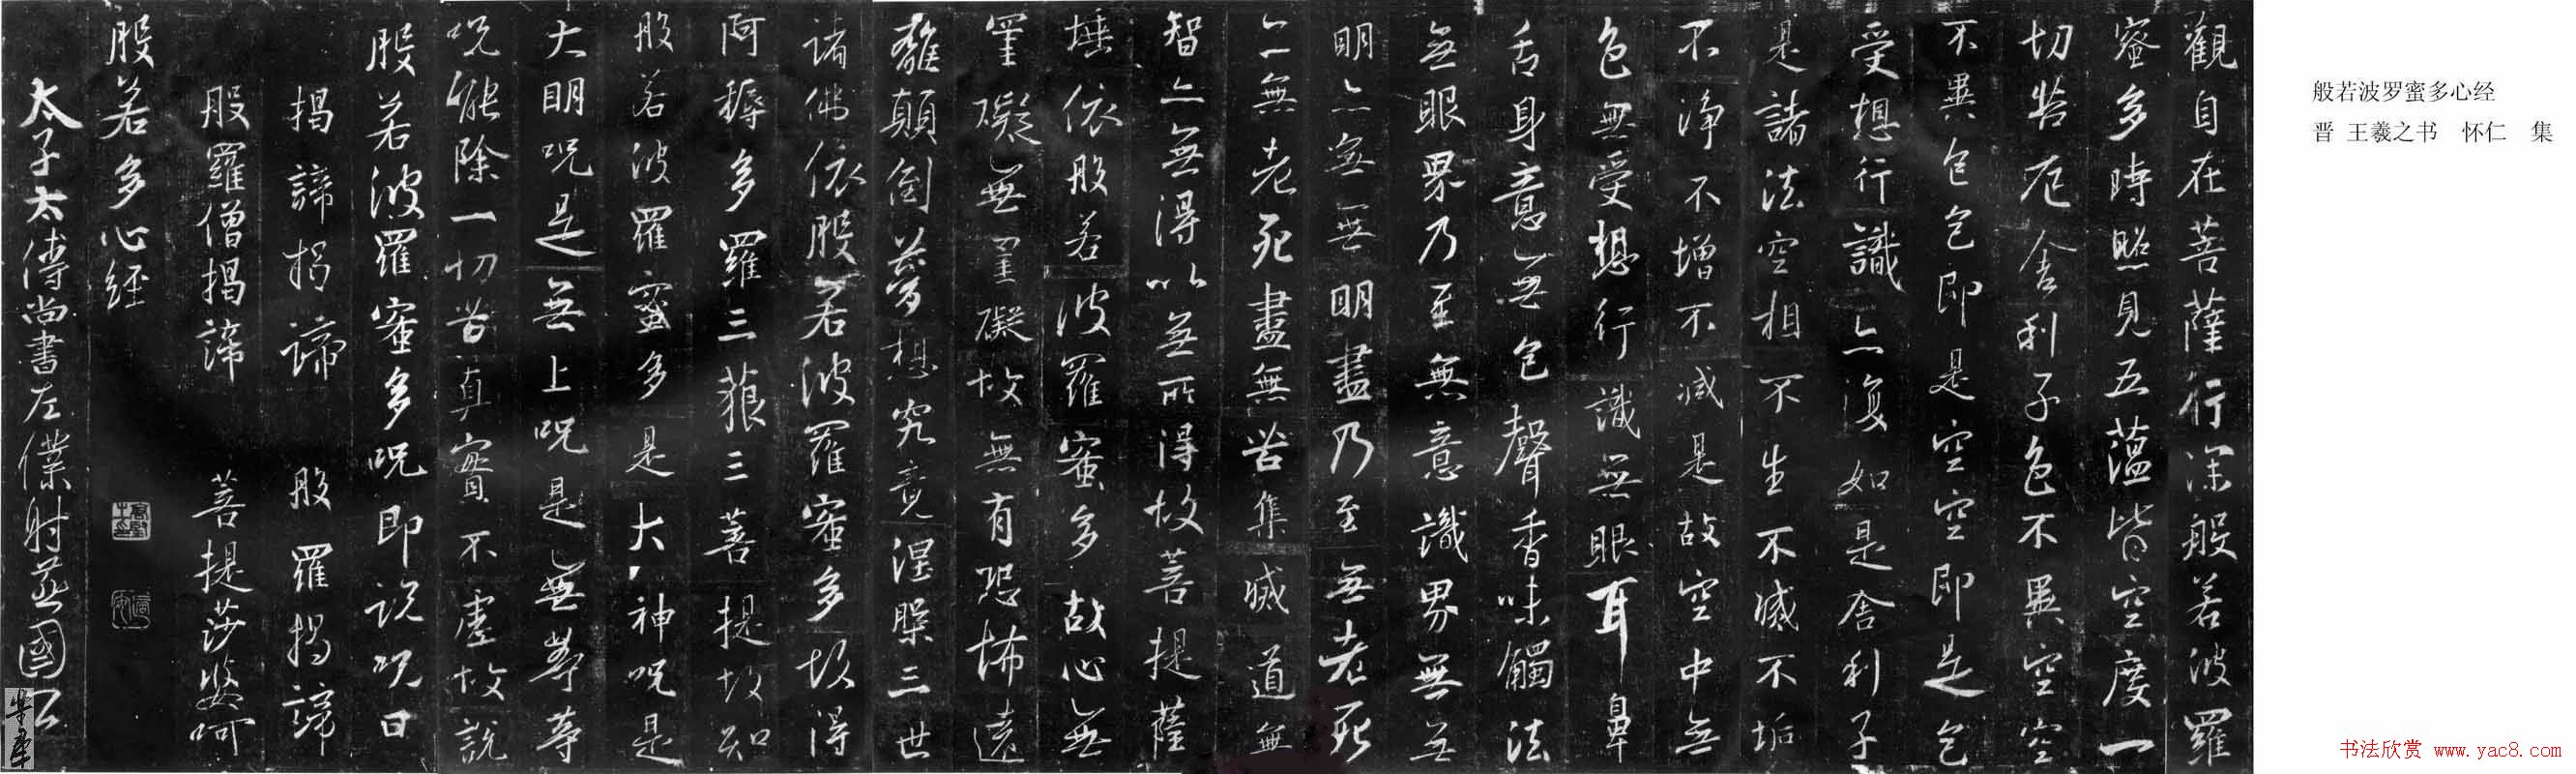 般若波罗蜜多心经
晋 王羲之书 怀仁 集
觀自在菩薩行深般若波羅
蜜多時照見五蘊皆空度一
切苦厄舍利子色不異空空
不異色色即是空空即是色
受想行識亦復如是舍利子
是諸法空相不生不滅不垢
不淨不增不減是故空中無
色無受想行識無眼耳鼻
舌身意無色聲香味觸法
無眼界乃至無意識界無無
明亦無無明盡乃至無老死
亦無老死盡無苦集滅道無
智亦無得以無所得故菩提薩
埵依般若波羅蜜多故心無
罣礙無罣礙故無有恐怖遠
離顛倒夢想究竟涅槃三世
諸佛依般若波羅蜜多故得
阿耨多羅三藐三菩提故知
般若波羅蜜多是大神呪是
大明呪是無上呪是無等等
呪能除一切苦真實不虛故說
般若波羅蜜多呪即說呪曰
揭諦揭諦 般羅揭諦
般羅僧揭諦 菩提莎婆呵
般若多心経
太子太傅尚書左僕射燕國公
书法欣赏 www.yac8.com